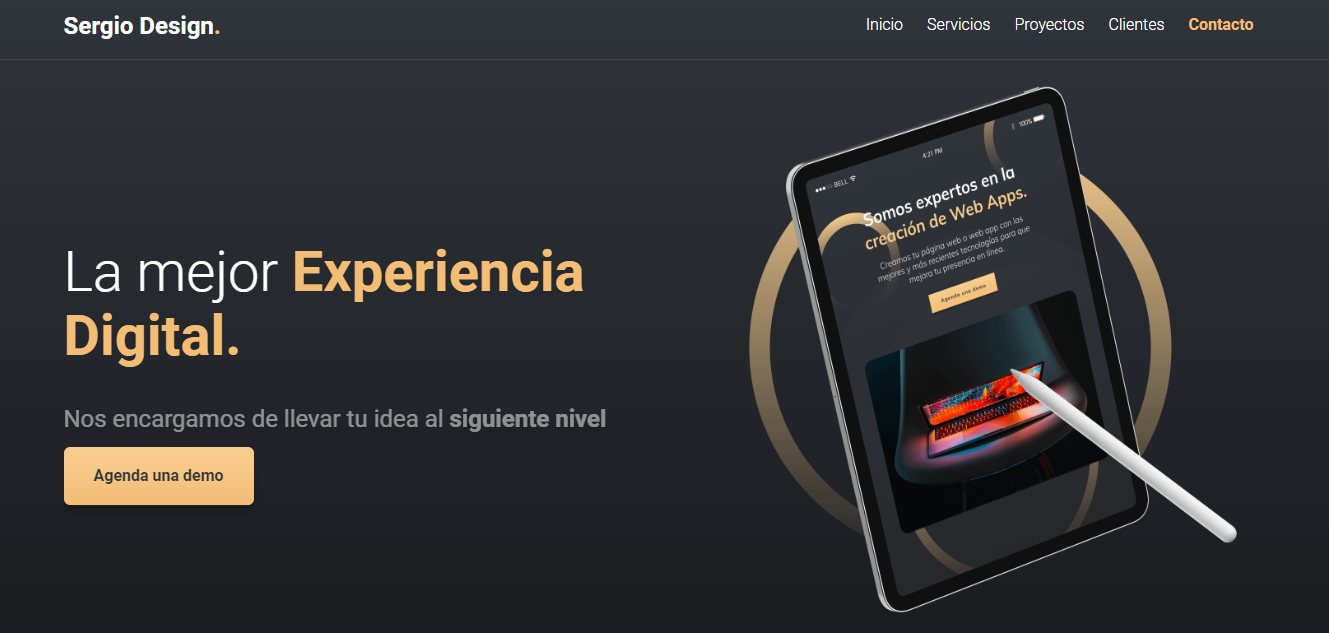 Sergio Design.
Inicio Servicios Proyectos Clientes Contacto
La mejor Experiencia
Digital.
Nos encargamos de llevar tu idea al siguiente nivel
Agenda una demo
BELL
4:21 PM
100%
Somos expertos en la
creación de Web Apps.
Creamos tu página web o web app con las
mejores y más recientes tecnologías para que
mejora tu presencia en línea.
Agenda una demo